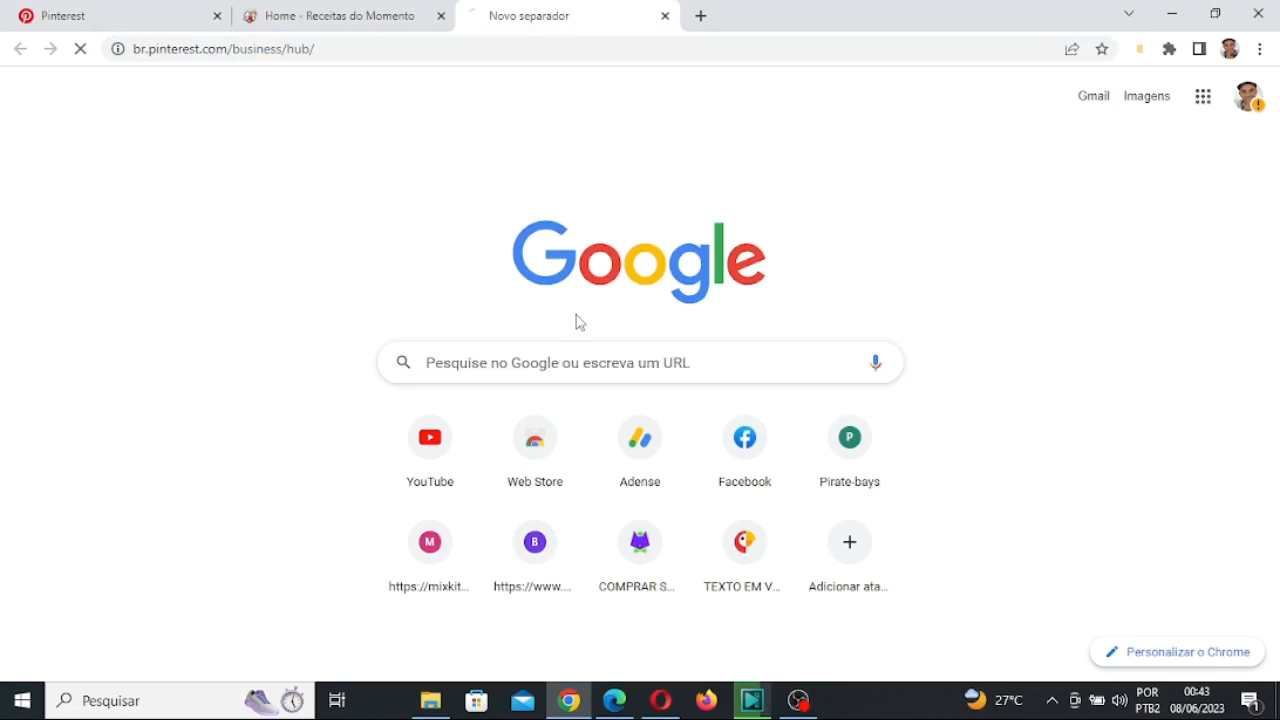 Pinterest
Home - Receitas do Momento
Novo separador
br.pinterest.com/business/hub/
Gmail
Imagens
Google
Pesquise no Google ou escreva um URL
YouTube
Web Store
Adense
Facebook
P
Pirate-bays
M
B
https://mixkit...
https://www....
COMPRAR S...
TEXTO EM V...
Adicionar ata...
Personalizar o Chrome
Pesquisar
27°C
POR
PTB2
00:43
08/06/2023
1